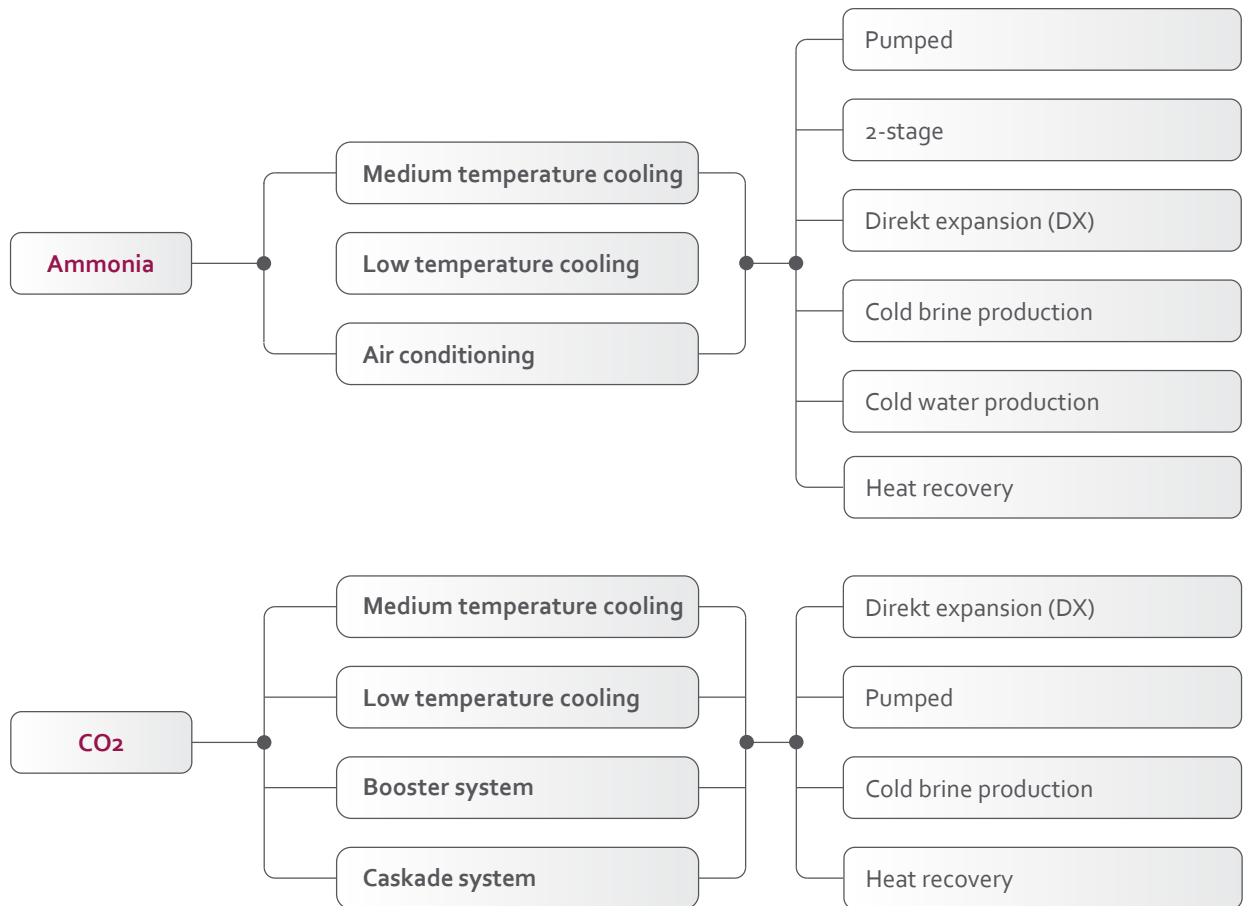 Ammonia
Medium temperature cooling
Low temperature cooling
Air conditioning
Pumped
2-stage
Direkt expansion (DX)
Cold brine production
Cold water production
Heat recovery
CO2
Medium temperature cooling
Low temperature cooling
Booster system
Caskade system
Direkt expansion (DX)
Pumped
Cold brine production
Heat recovery